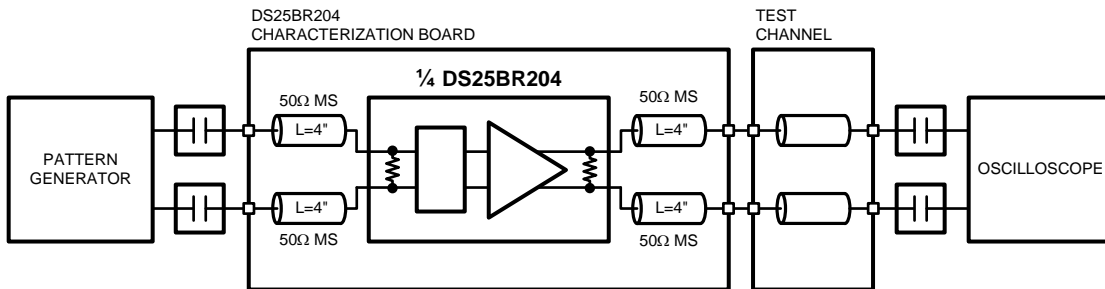 DS25BR204
CHARACTERIZATION BOARD
TEST
CHANNEL
¼ DS25BR204
50Ω MS
50Ω MS
L=4"
L=4"
PATTERN
GENERATOR
OSCILLOSCOPE
L=4"
L=4"
50Ω MS
50Ω MS